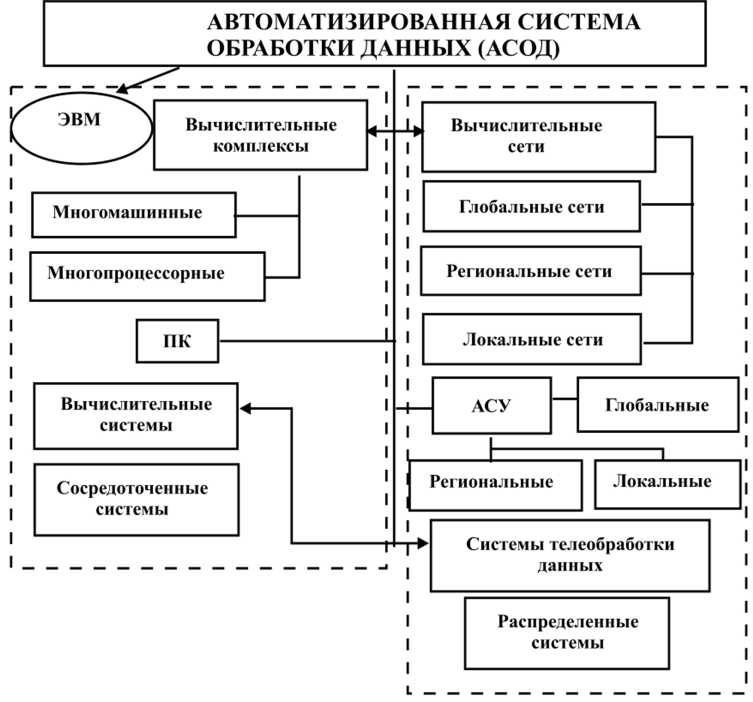 АВТОМАТИЗИРОВАННАЯ СИСТЕМА
ОБРАБОТКИ ДАННЫХ (АСОД)
ЭВМ
Вычислительные
комплексы
Многомашинные
Многопроцессорные
ПК
Вычислительные
системы
Сосредоточенные
системы
Вычислительные
сети
Глобальные сети
Региональные сети
Локальные сети
АСУ
Глобальные
Региональные
Локальные
Системы телеобработки
данных
Распределенные
системы